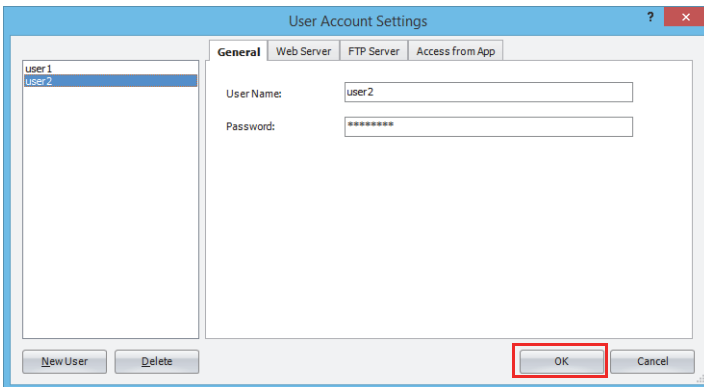 User Account Settings
? ×
General Web Server FTP Server Access from App
user1
user2
User Name: user2
Password: ********
New User Delete OK Cancel